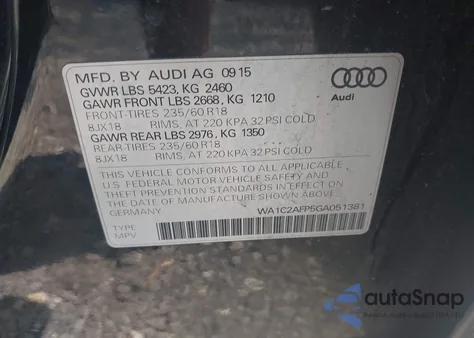 MFD. BY AUDI AG 09 15
GVWR LBS 5423, KG 2460
GAWR FRONT LBS 2668, KG 1210
FRONT-TIRES 235/60 R18
8JX18 RIMS, AT 220 KPA 32 PSI COLD
GAWR REAR LBS 2976, KG 1350
REAR-TIRES 235/60 R18
8JX18 RIMS, AT 220 KPA 32 PSI COLD
Audi
THIS VEHICLE CONFORMS TO ALL APPLICABLE
U.S. FEDERAL MOTOR VEHICLE SAFETY AND
THEFT PREVENTION STANDARDS IN EFFECT ON
THE DATE OF MANUFACTURE SHOWN ABOVE.
WA1C2AFP5GA051381
TYPE:
MPV
autoSnap